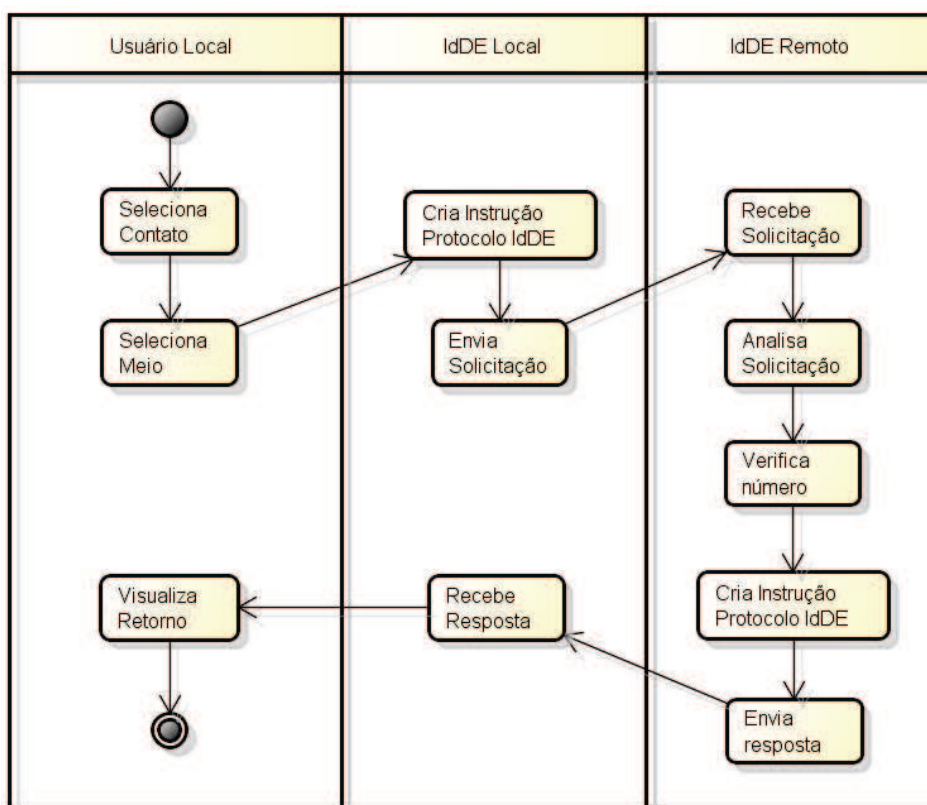 Usuário Local
IdDE Local
IdDE Remoto
Seleciona
Contato
Seleciona
Meio
Cria Instrução
Protocolo IdDE
Envia
Solicitação
Recebe
Solicitação
Analisa
Solicitação
Verifica
número
Cria Instrução
Protocolo IdDE
Envia
resposta
Recebe
Resposta
Visualiza
Retorno